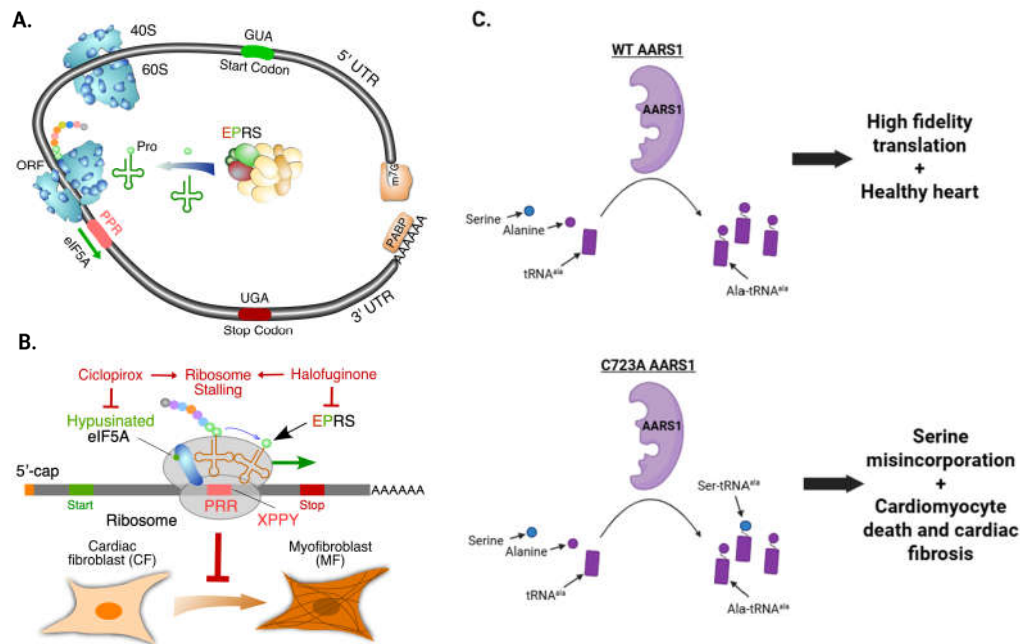 A.
40S
60S
GUA
Start Codon
5' UTR
EPRS
Pro
ORF
m7G
PPR
eIF5A
PABP
AAAAAA
UGA
Stop Codon
3' UTR
B.
Ciclopirox
Ribosome
Stalling
Halofuginone
Hypusinated
eIF5A
EPRS
5'-cap
AAAAAA
Start
PRR
Stop
Ribosome
XPPY
Cardiac
fibroblast (CF)
Myofibroblast
(MF)
C.
WT AARS1
AARS1
Serine
Alanine
tRNAᵃˡᵃ
Ala-tRNAᵃˡᵃ
High fidelity
translation
+
Healthy heart
C723A AARS1
AARS1
Ser-tRNAᵃˡᵃ
Serine
Alanine
tRNAᵃˡᵃ
Ala-tRNAᵃˡᵃ
Serine
misincorporation
+
Cardiomyocyte
death and cardiac
fibrosis